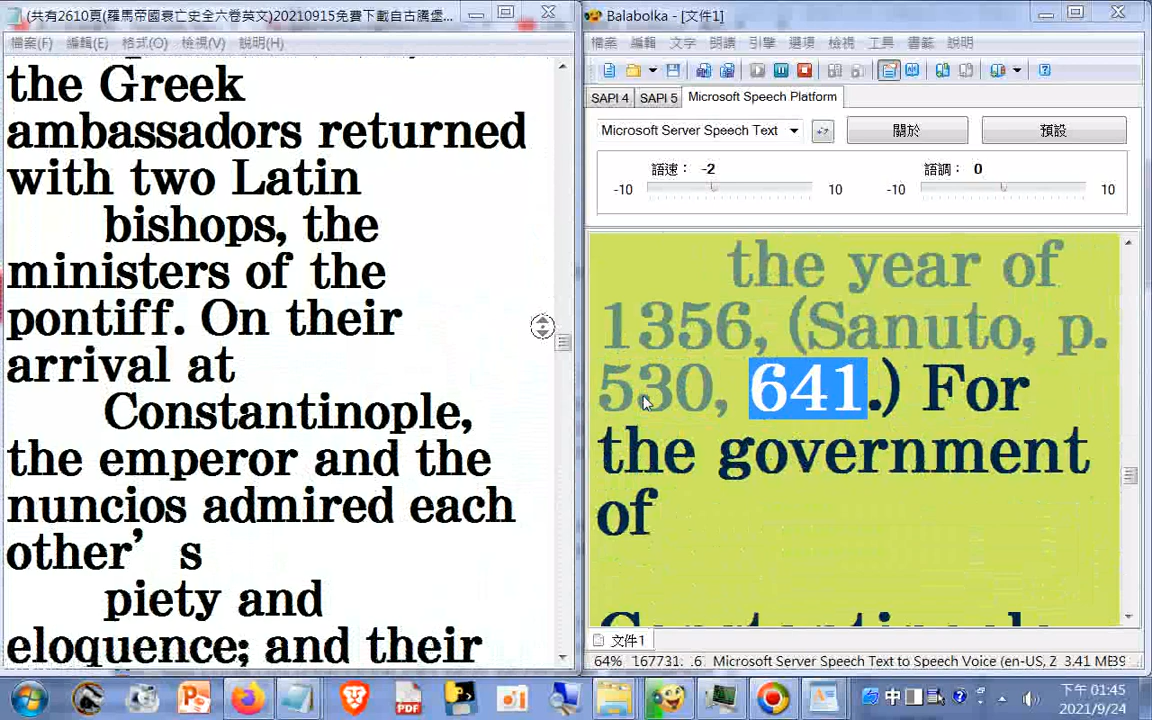 (共有2610頁(羅馬帝國衰亡史全六卷英文)20210915免費下載自古騰堡...
檔案(F) 編輯(E) 格式(O) 檢視(V) 說明(H)
the Greek
ambassadors returned
with two Latin
bishops, the
ministers of the
pontiff. On their
arrival at
Constantinople,
the emperor and the
nuncios admired each
other’s
piety and
eloquence; and their
Balabolka - [文件1]
檔案 編輯 文字 朗讀 引擎 選項 檢視 工具 書籤 說明
SAPI 4 SAPI 5 Microsoft Speech Platform
Microsoft Server Speech Text 關於 預設
語速: -2 語調: 0
-10 10 -10 10
the year of
1356, (Sanuto, p.
530, 641.) For
the government
of
Constantinople
文件1
64% 167731. .6 Microsoft Server Speech Text to Speech Voice (en-US, Z 3.41 MB
中 下午 01:45
2021/9/24